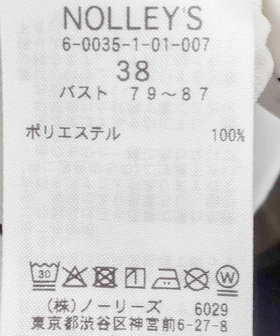 NOLLEY'S
6-0035-1-01-007
38
バスト 79～87
ポリエステル 100%
30
W
(株)ノーリーズ 6029
東京都渋谷区神宮前6-27-8